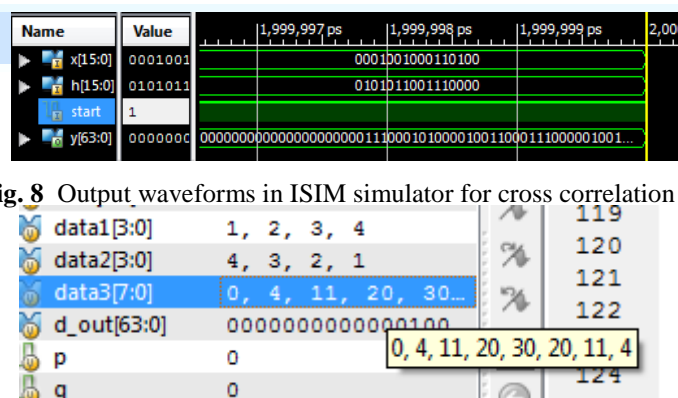 Name Value 1,999,997 ps 1,999,998 ps 1,999,999 ps 2,00
x[15:0] 0001001 0001001000110100
h[15:0] 0101011 0101011001110000
start 1
y[63:0] 0000000
ig. 8 Output waveforms in ISIM simulator for cross correlation
data1[3:0] 1, 2, 3, 4 119
data2[3:0] 4, 3, 2, 1 120
data3[7:0] 0, 4, 11, 20, 30... 121
d_out[63:0] 0000000000000100 122
p 0 0, 4, 11, 20, 30, 20, 11, 4
q 0 124